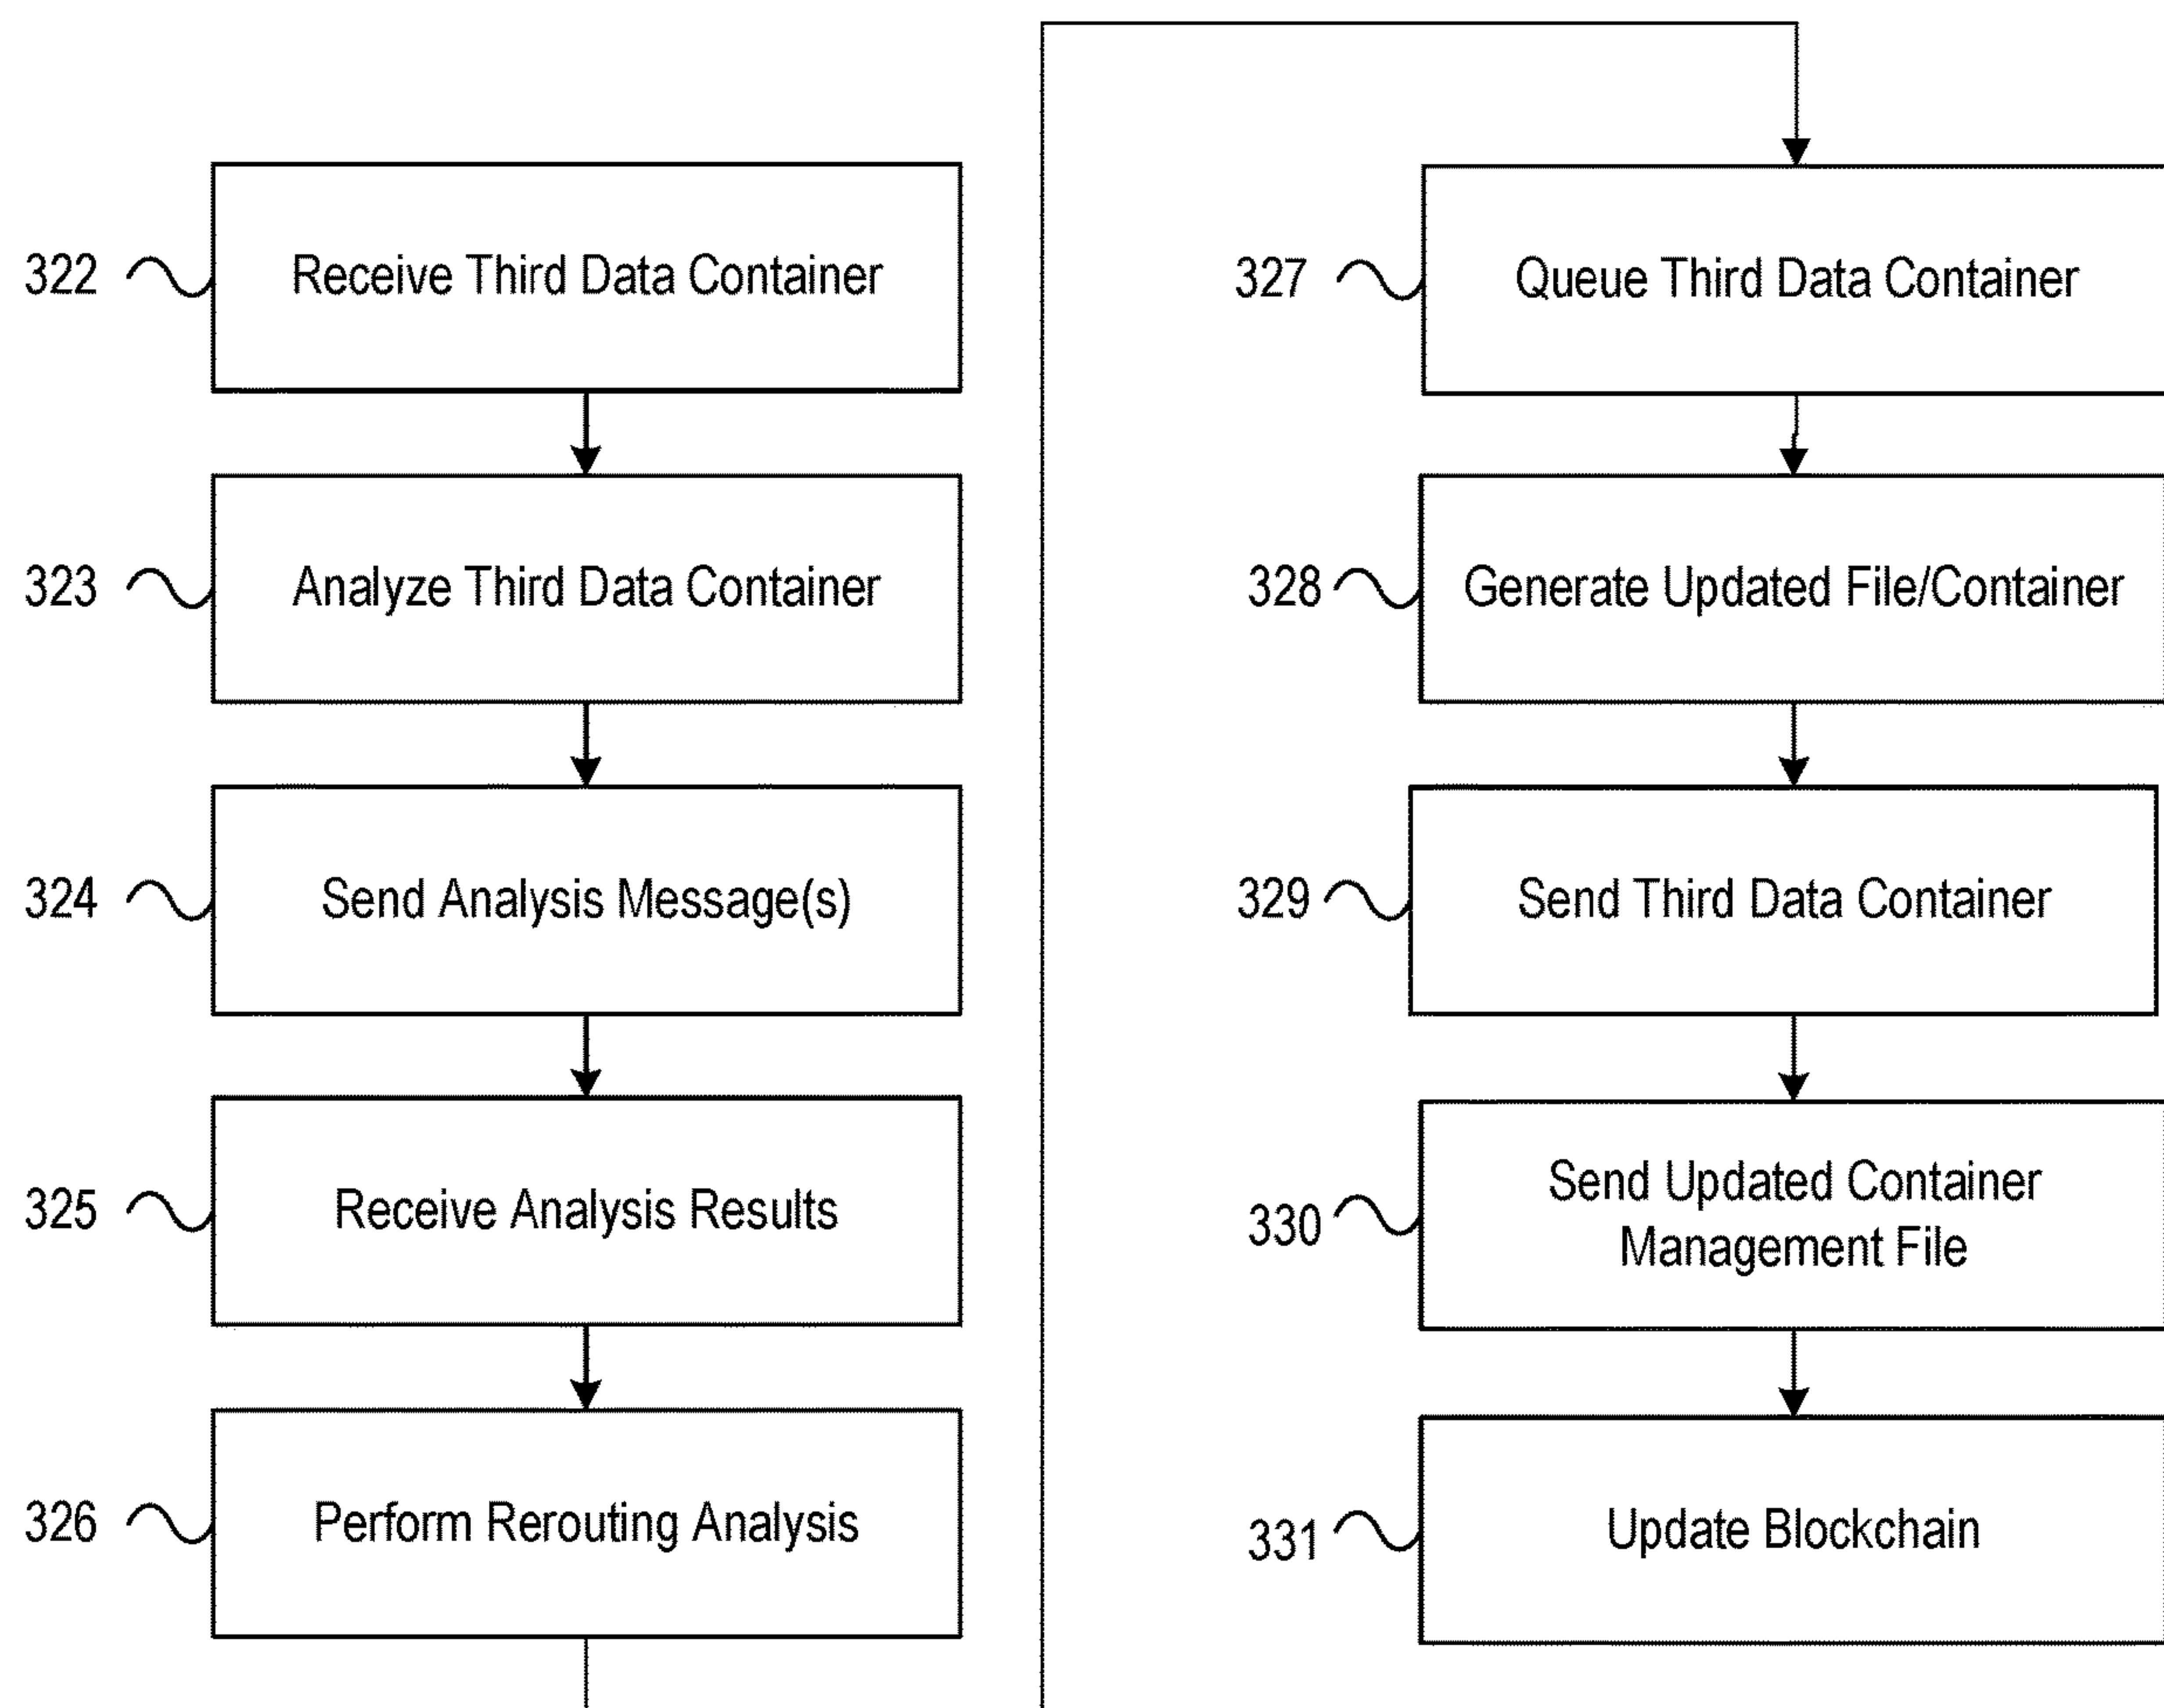 322
Receive Third Data Container
323
Analyze Third Data Container
324
Send Analysis Message(s)
325
Receive Analysis Results
326
Perform Rerouting Analysis
327
Queue Third Data Container
328
Generate Updated File/Container
329
Send Third Data Container
330
Send Updated Container
Management File
331
Update Blockchain